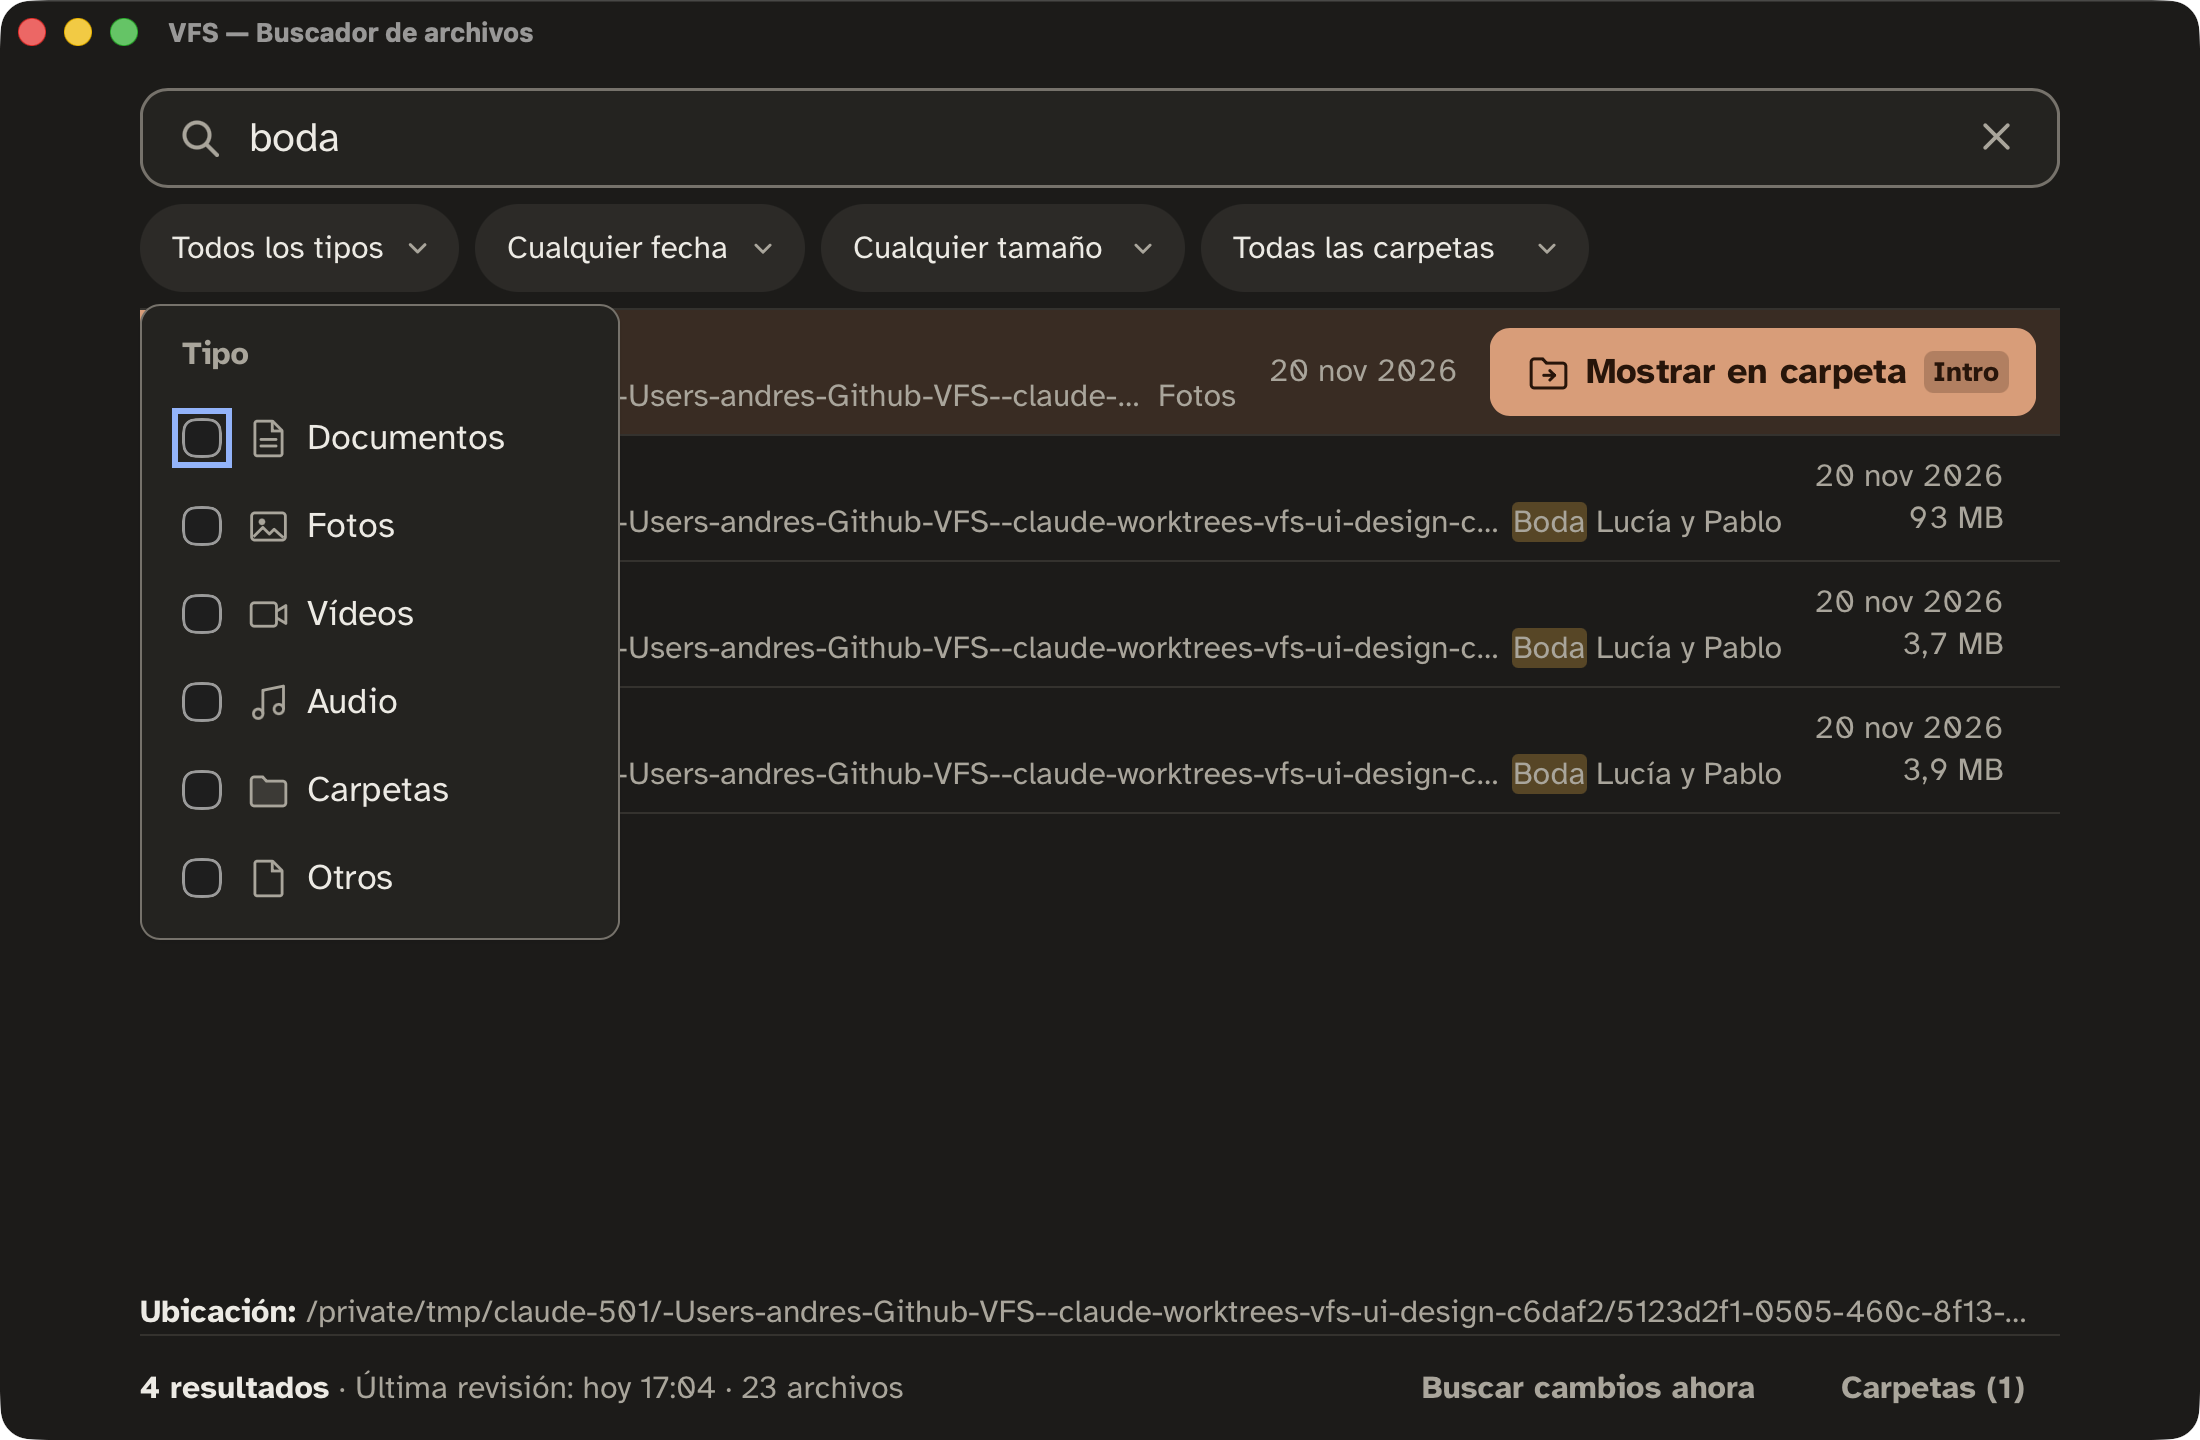 VFS — Buscador de archivos
boda
Todos los tipos
Cualquier fecha
Cualquier tamaño
Todas las carpetas
Tipo
Documentos
Fotos
Vídeos
Audio
Carpetas
Otros
-Users-andres-Github-VFS--claude-... Fotos
20 nov 2026
Mostrar en carpeta Intro
-Users-andres-Github-VFS--claude-worktrees-vfs-ui-design-c... Boda Lucía y Pablo
20 nov 2026
93 MB
-Users-andres-Github-VFS--claude-worktrees-vfs-ui-design-c... Boda Lucía y Pablo
20 nov 2026
3,7 MB
-Users-andres-Github-VFS--claude-worktrees-vfs-ui-design-c... Boda Lucía y Pablo
20 nov 2026
3,9 MB
Ubicación: /private/tmp/claude-501/-Users-andres-Github-VFS--claude-worktrees-vfs-ui-design-c6daf2/5123d2f1-0505-460c-8f13-...
4 resultados · Última revisión: hoy 17:04 · 23 archivos
Buscar cambios ahora
Carpetas (1)